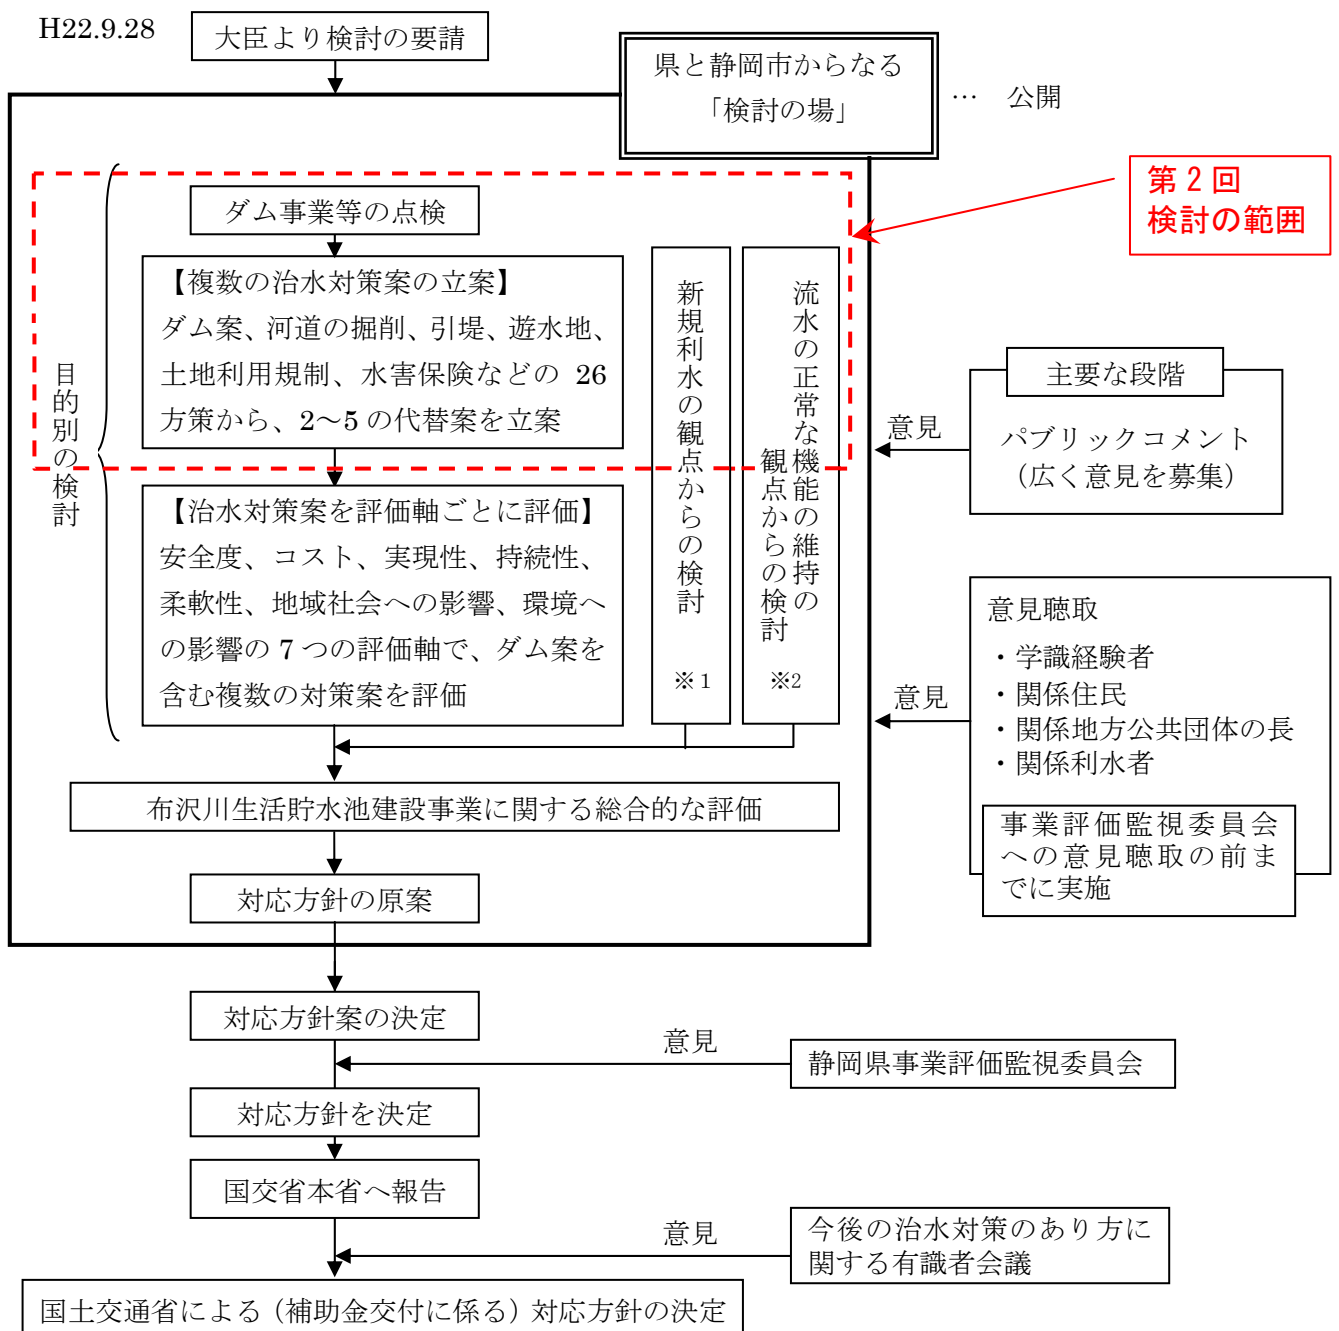 H22.9.28
大臣より検討の要請
県と静岡市からなる
「検討の場」
… 公開
第２回
検討の範囲
目的別の検討
ダム事業等の点検
【複数の治水対策案の立案】
ダム案、河道の掘削、引堤、遊水地、
土地利用規制、水害保険などの 26
方策から、2～5 の代替案を立案
【治水対策案を評価軸ごとに評価】
安全度、コスト、実現性、持続性、
柔軟性、地域社会への影響、環境へ
の影響の 7 つの評価軸で、ダム案を
含む複数の対策案を評価
新規利水の観点からの検討
※1
流水の正常な機能の維持の
観点からの検討
※2
意見
主要な段階
パブリックコメント
（広く意見を募集）
意見
意見聴取
・学識経験者
・関係住民
・関係地方公共団体の長
・関係利水者
事業評価監視委員会
への意見聴取の前ま
でに実施
布沢川生活貯水池建設事業に関する総合的な評価
対応方針の原案
対応方針案の決定
意見
静岡県事業評価監視委員会
対応方針を決定
国交省本省へ報告
意見
今後の治水対策のあり方に
関する有識者会議
国土交通省による（補助金交付に係る）対応方針の決定